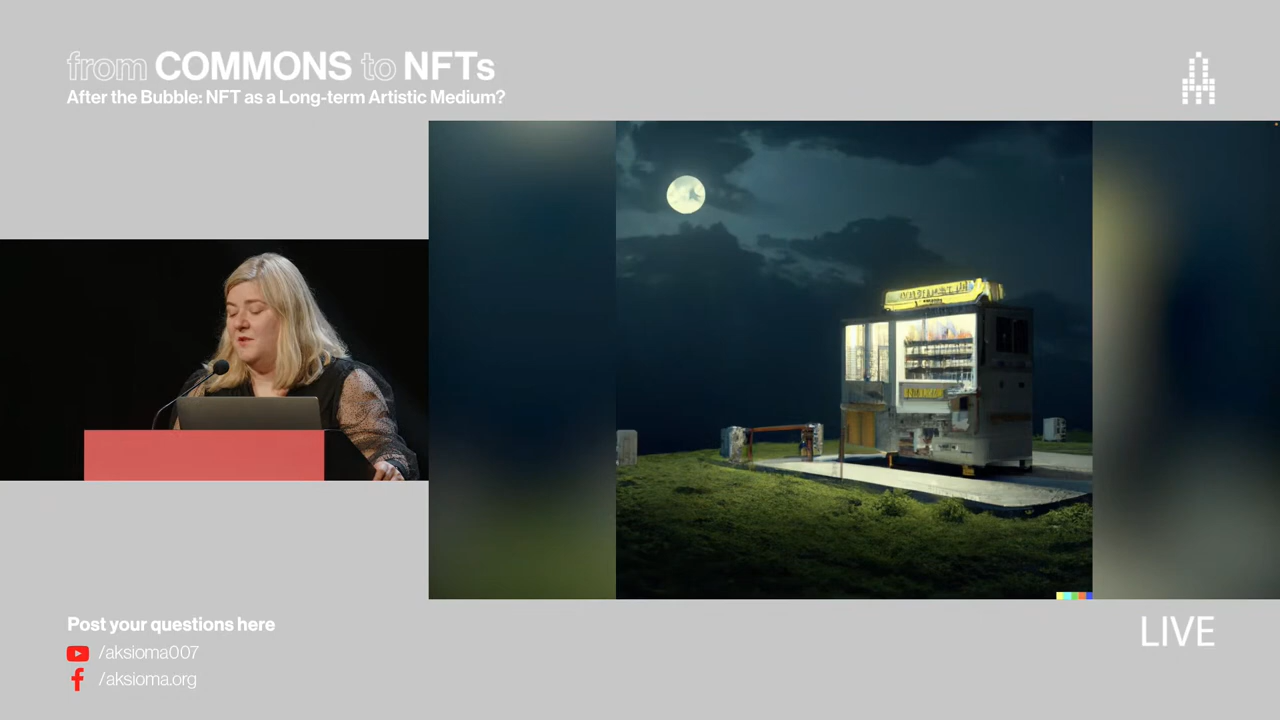 from COMMONS to NFTs
After the Bubble: NFT as a Long-term Artistic Medium?
Post your questions here
/aksioma007
/aksioma.org
LIVE